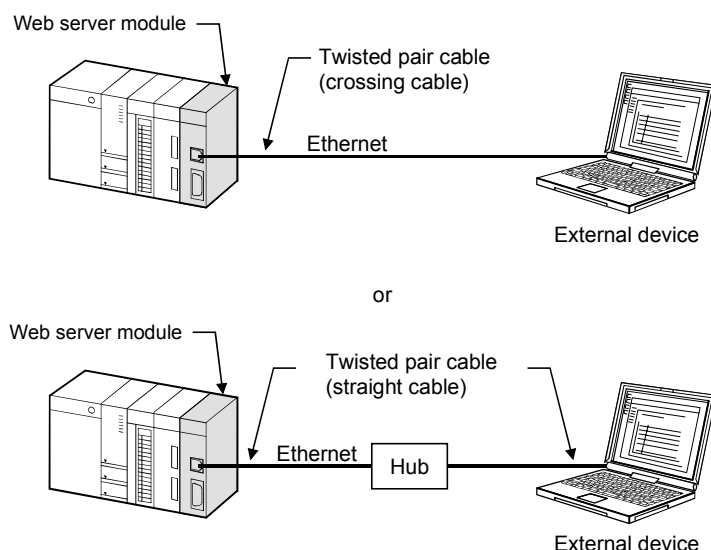 Web server module
Twisted pair cable
(crossing cable)
Ethernet
External device
or
Web server module
Twisted pair cable
(straight cable)
Ethernet
Hub
External device